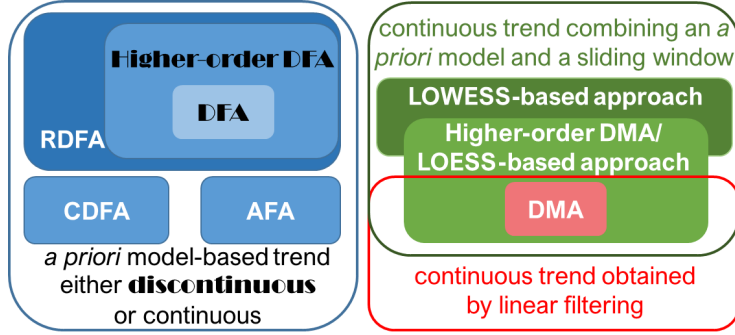 Higher-order DFA
DFA
RDFA
CDFA
AFA
a priori model-based trend
either discontinuous
or continuous
continuous trend combining an a
priori model and a sliding window
LOWESS-based approach
Higher-order DMA/
LOESS-based approach
DMA
continuous trend obtained
by linear filtering